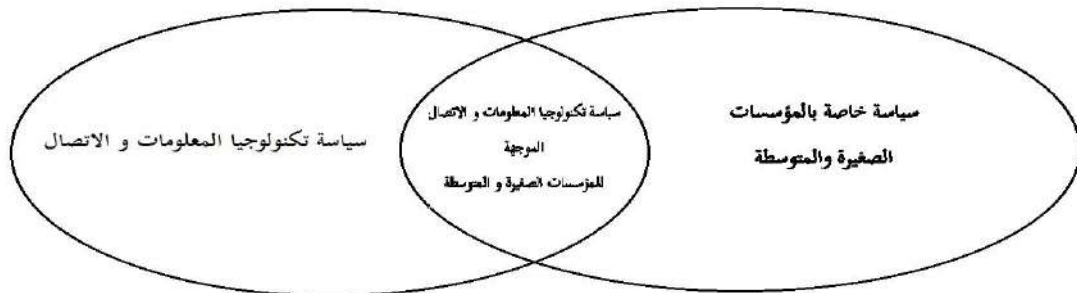 سياسة خاصة بالمؤسسات
الصغيرة والمتوسطة
سياسة تكنولوجيا المعلومات و الاتصال
الموجهة
للمؤسسات الصغيرة و المتوسطة
سياسة تكنولوجيا المعلومات و الاتصال